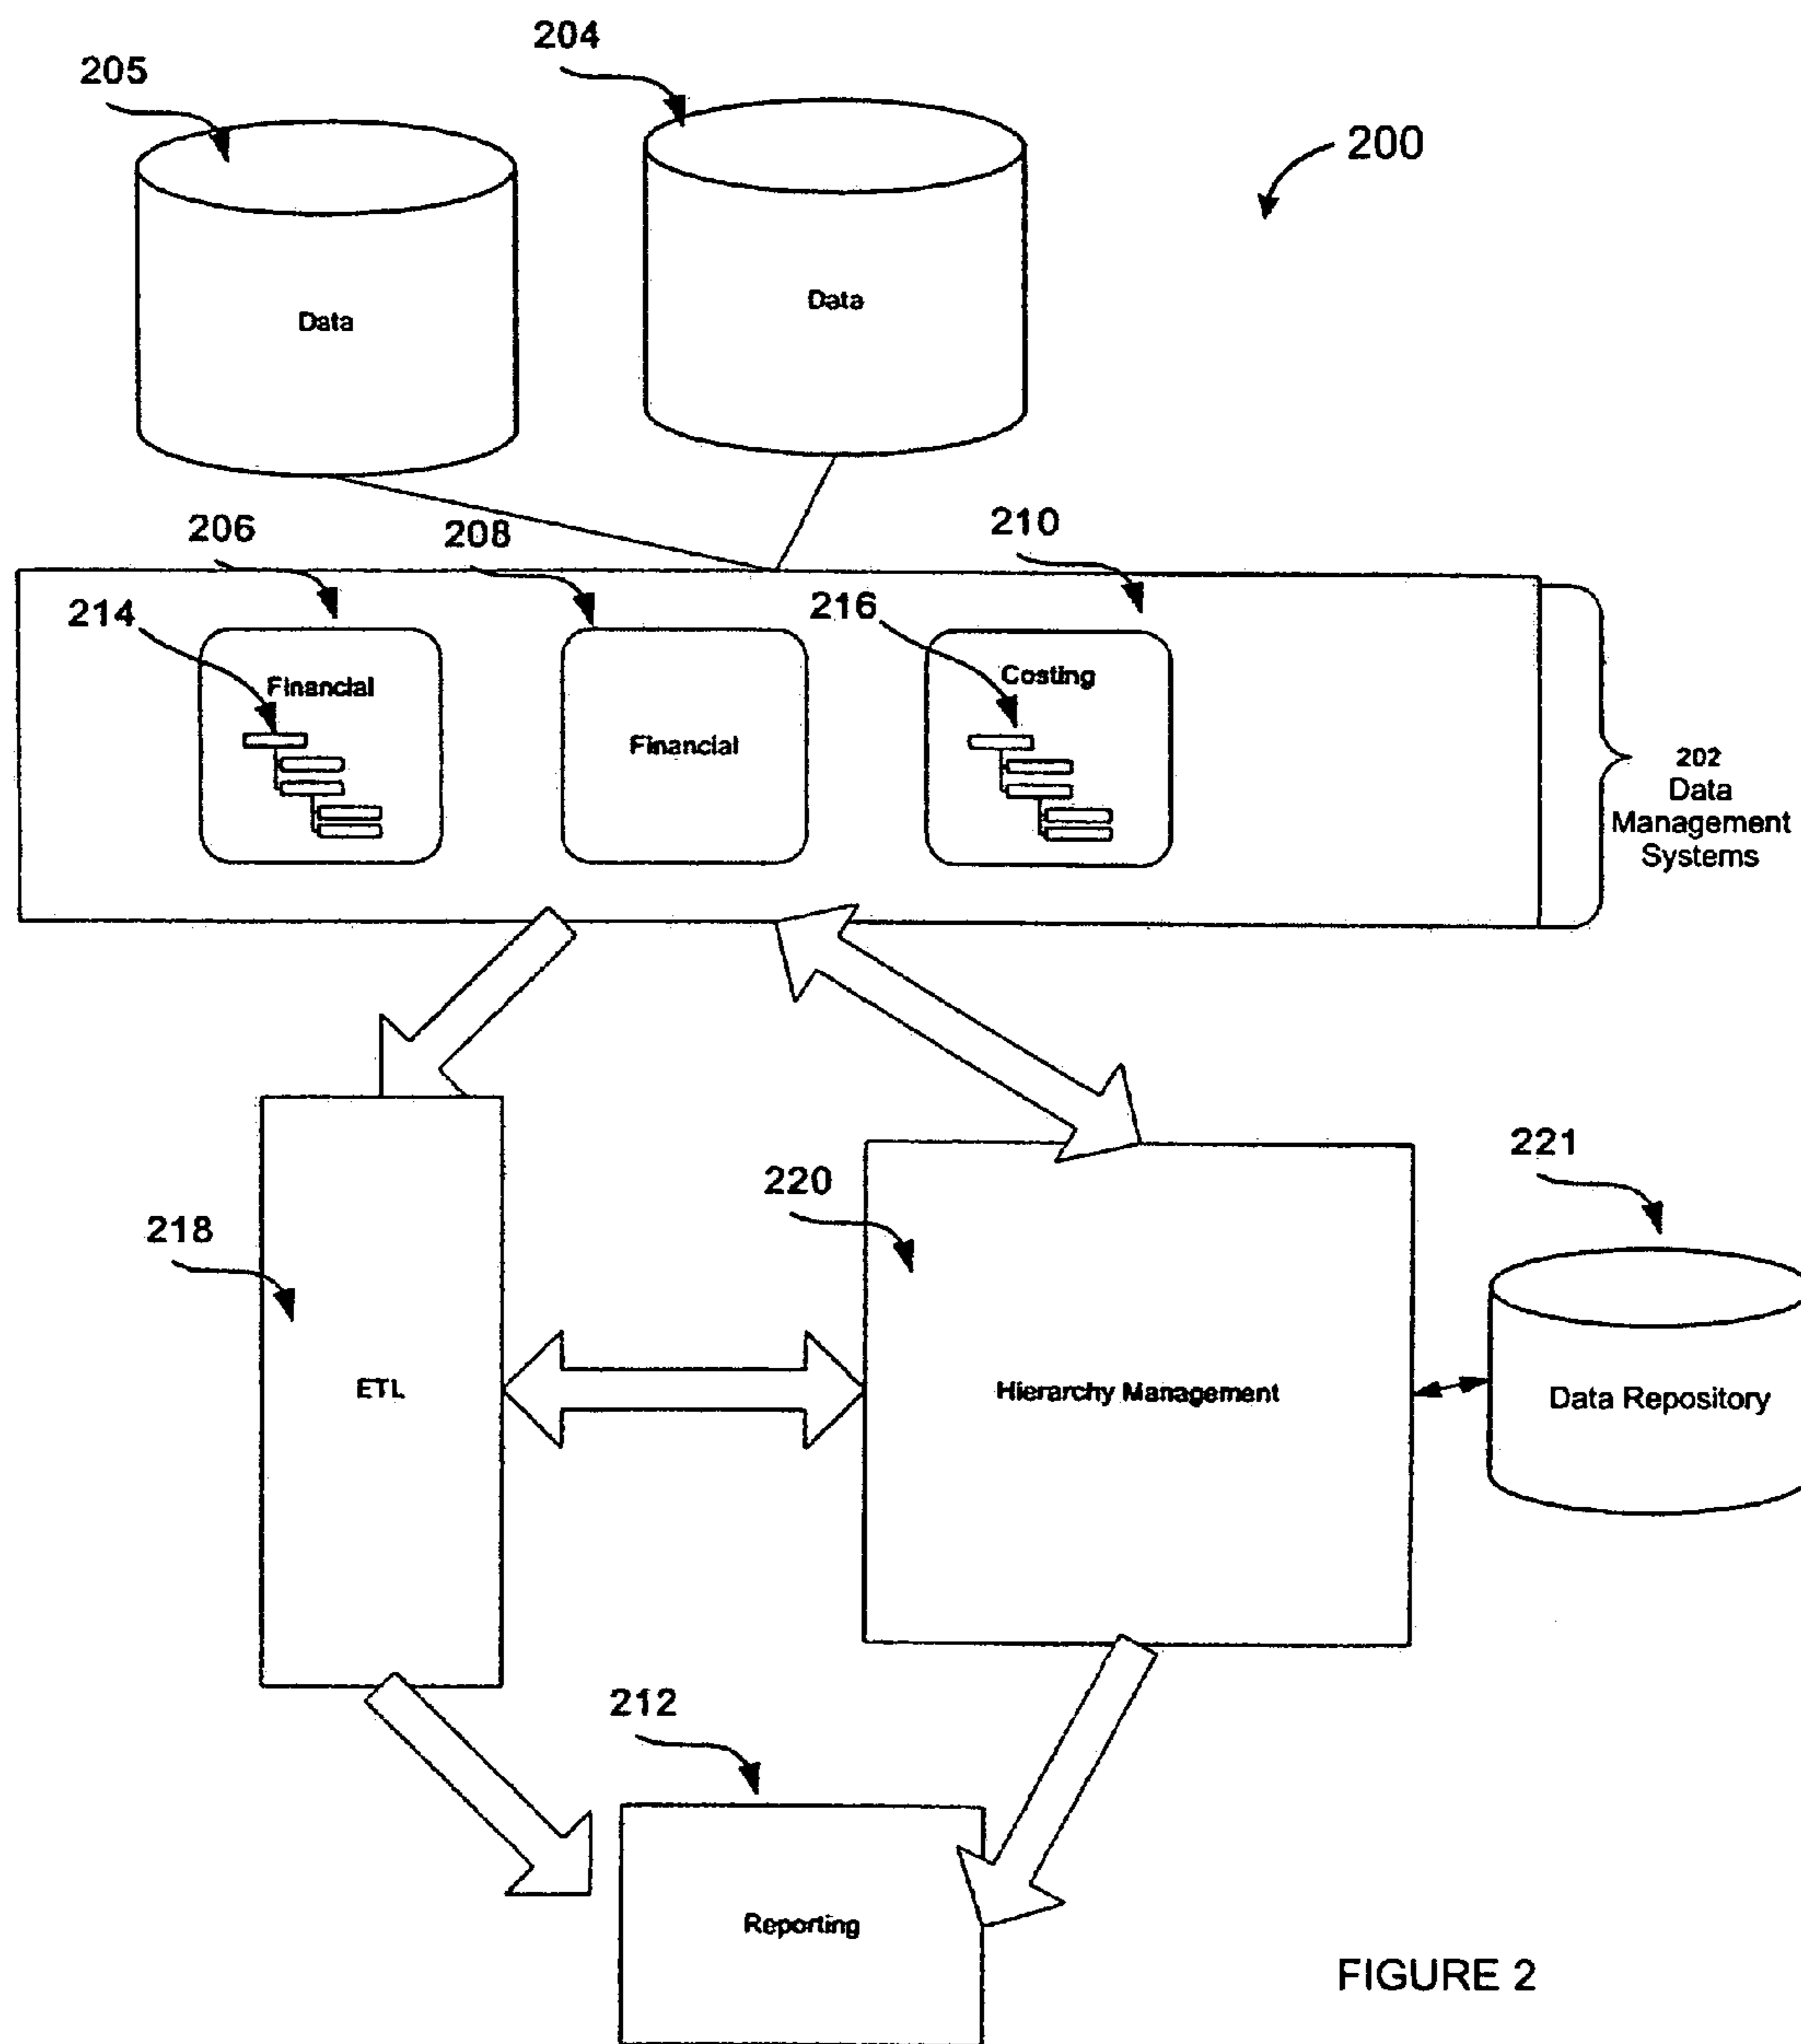 204
205
200
Data
Data
206
208
210
214
216
Financial
Costing
Financial
202
Data
Management
Systems
221
220
218
ETL
Hierarchy Management
Data Repository
212
Reporting
FIGURE 2